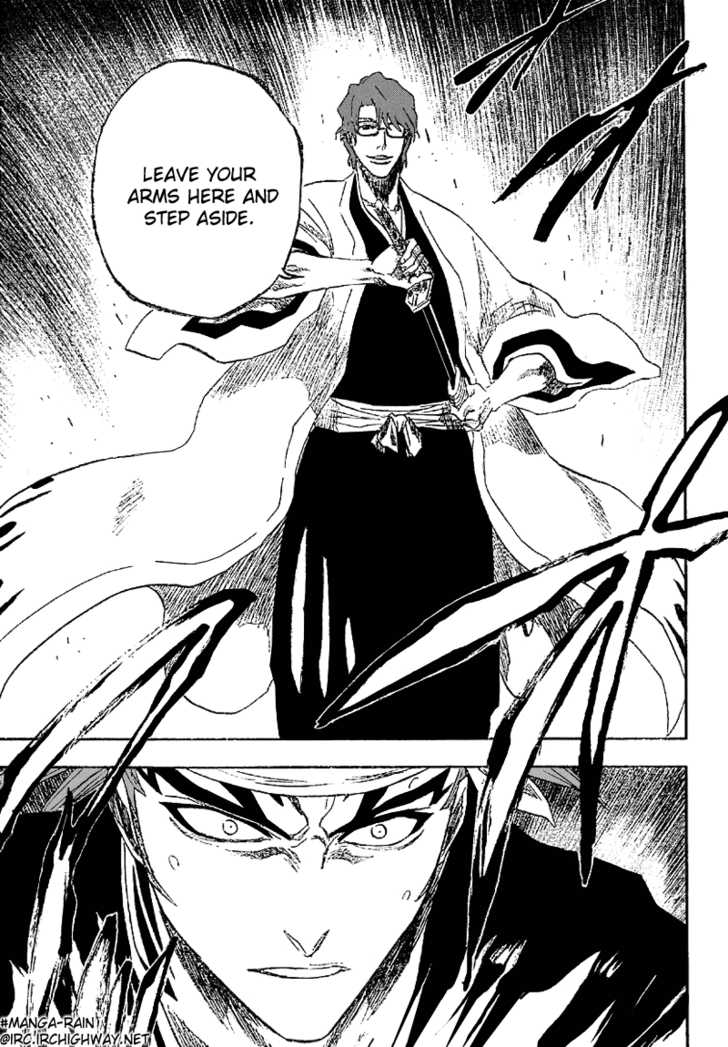 LEAVE YOUR
ARMS HERE AND
STEP ASIDE.
#MANGA-RAIN
@IRC.IRCHIGHWAY.NET